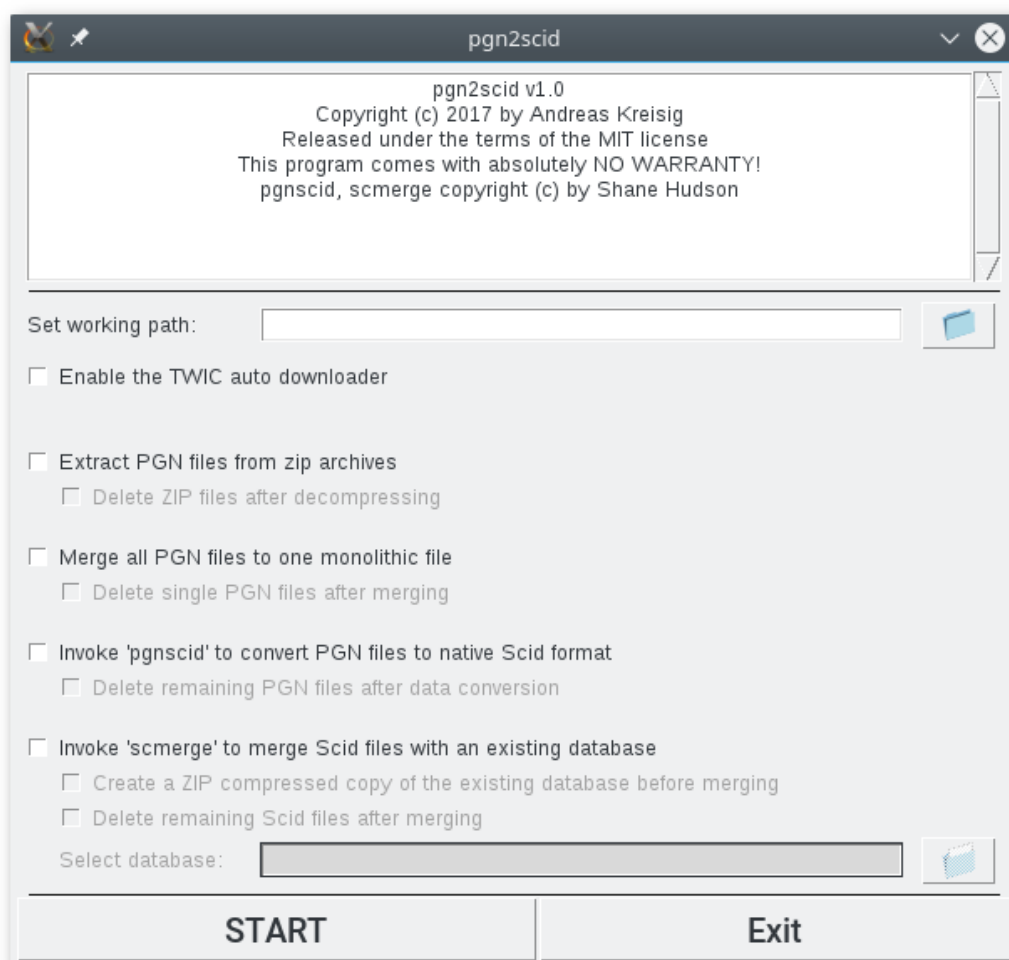 pgn2scid
pgn2scid v1.0
Copyright (c) 2017 by Andreas Kreisig
Released under the terms of the MIT license
This program comes with absolutely NO WARRANTY!
pgnscid, scmerge copyright (c) by Shane Hudson
Set working path:
Enable the TWIC auto downloader
Extract PGN files from zip archives
Delete ZIP files after decompressing
Merge all PGN files to one monolithic file
Delete single PGN files after merging
Invoke 'pgnscid' to convert PGN files to native Scid format
Delete remaining PGN files after data conversion
Invoke 'scmerge' to merge Scid files with an existing database
Create a ZIP compressed copy of the existing database before merging
Delete remaining Scid files after merging
Select database:
START Exit